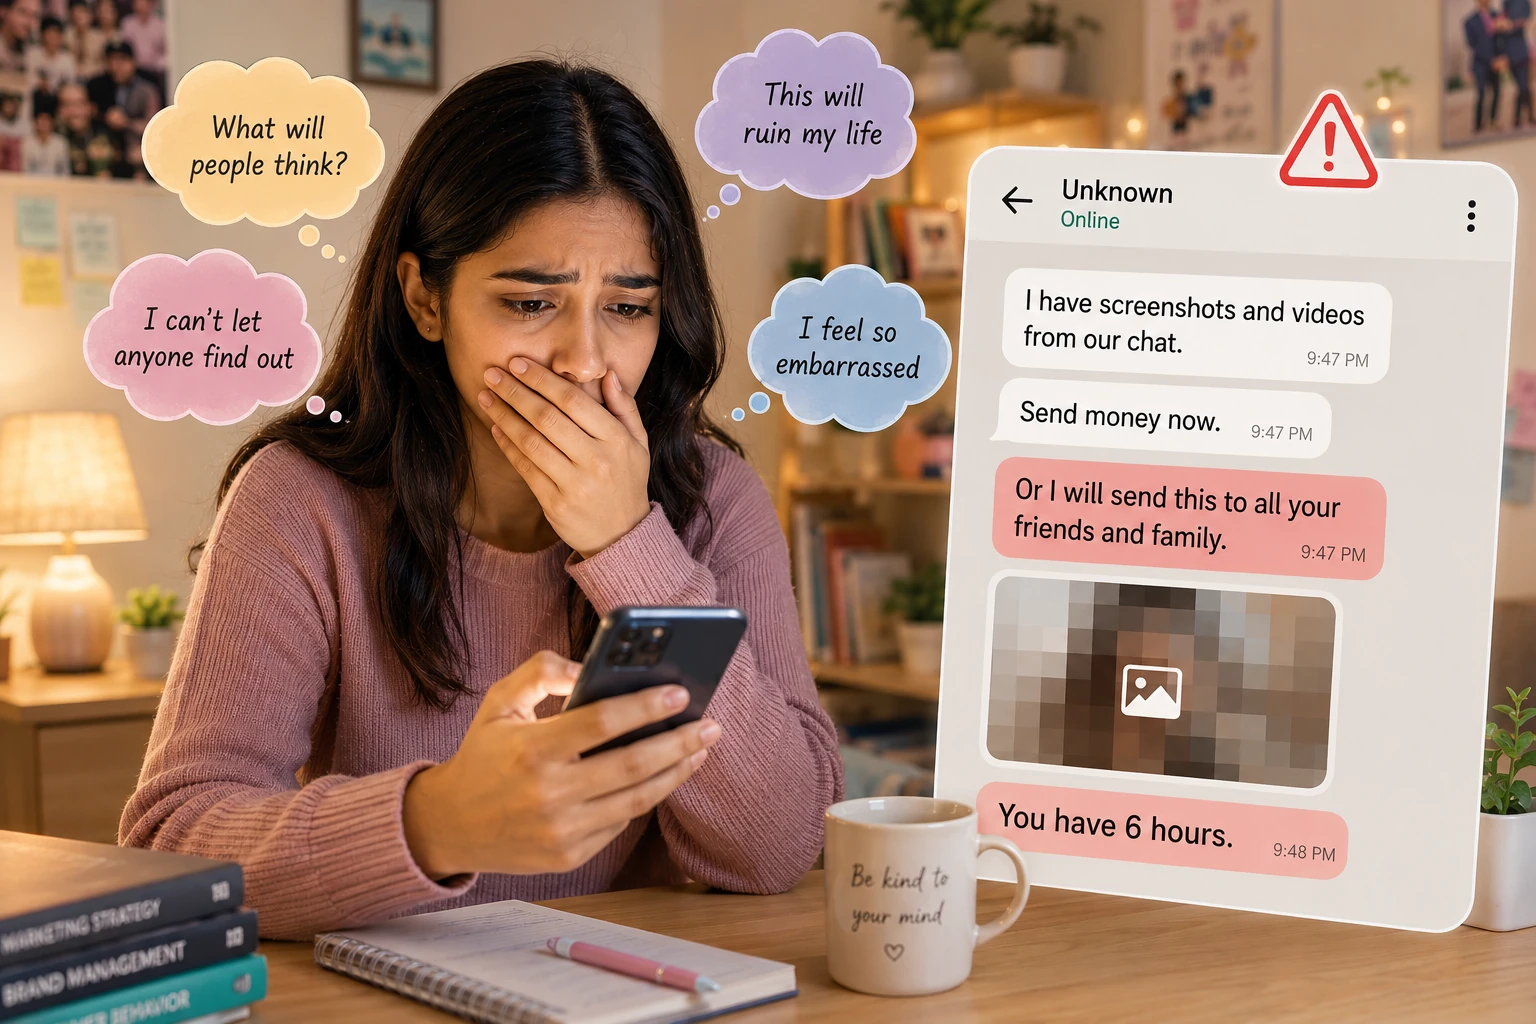 What will
people think?
This will
ruin my life
I can't let
anyone find out
I feel so
embarrassed
Unknown
Online
I have screenshots and videos
from our chat.
9:47 PM
Send money now.
9:47 PM
Or I will send this to all your
friends and family.
9:47 PM
You have 6 hours.
9:48 PM
Be kind to
your mind
MARKETING STRATEGY
BRAND MANAGEMENT
BEHAVIOR